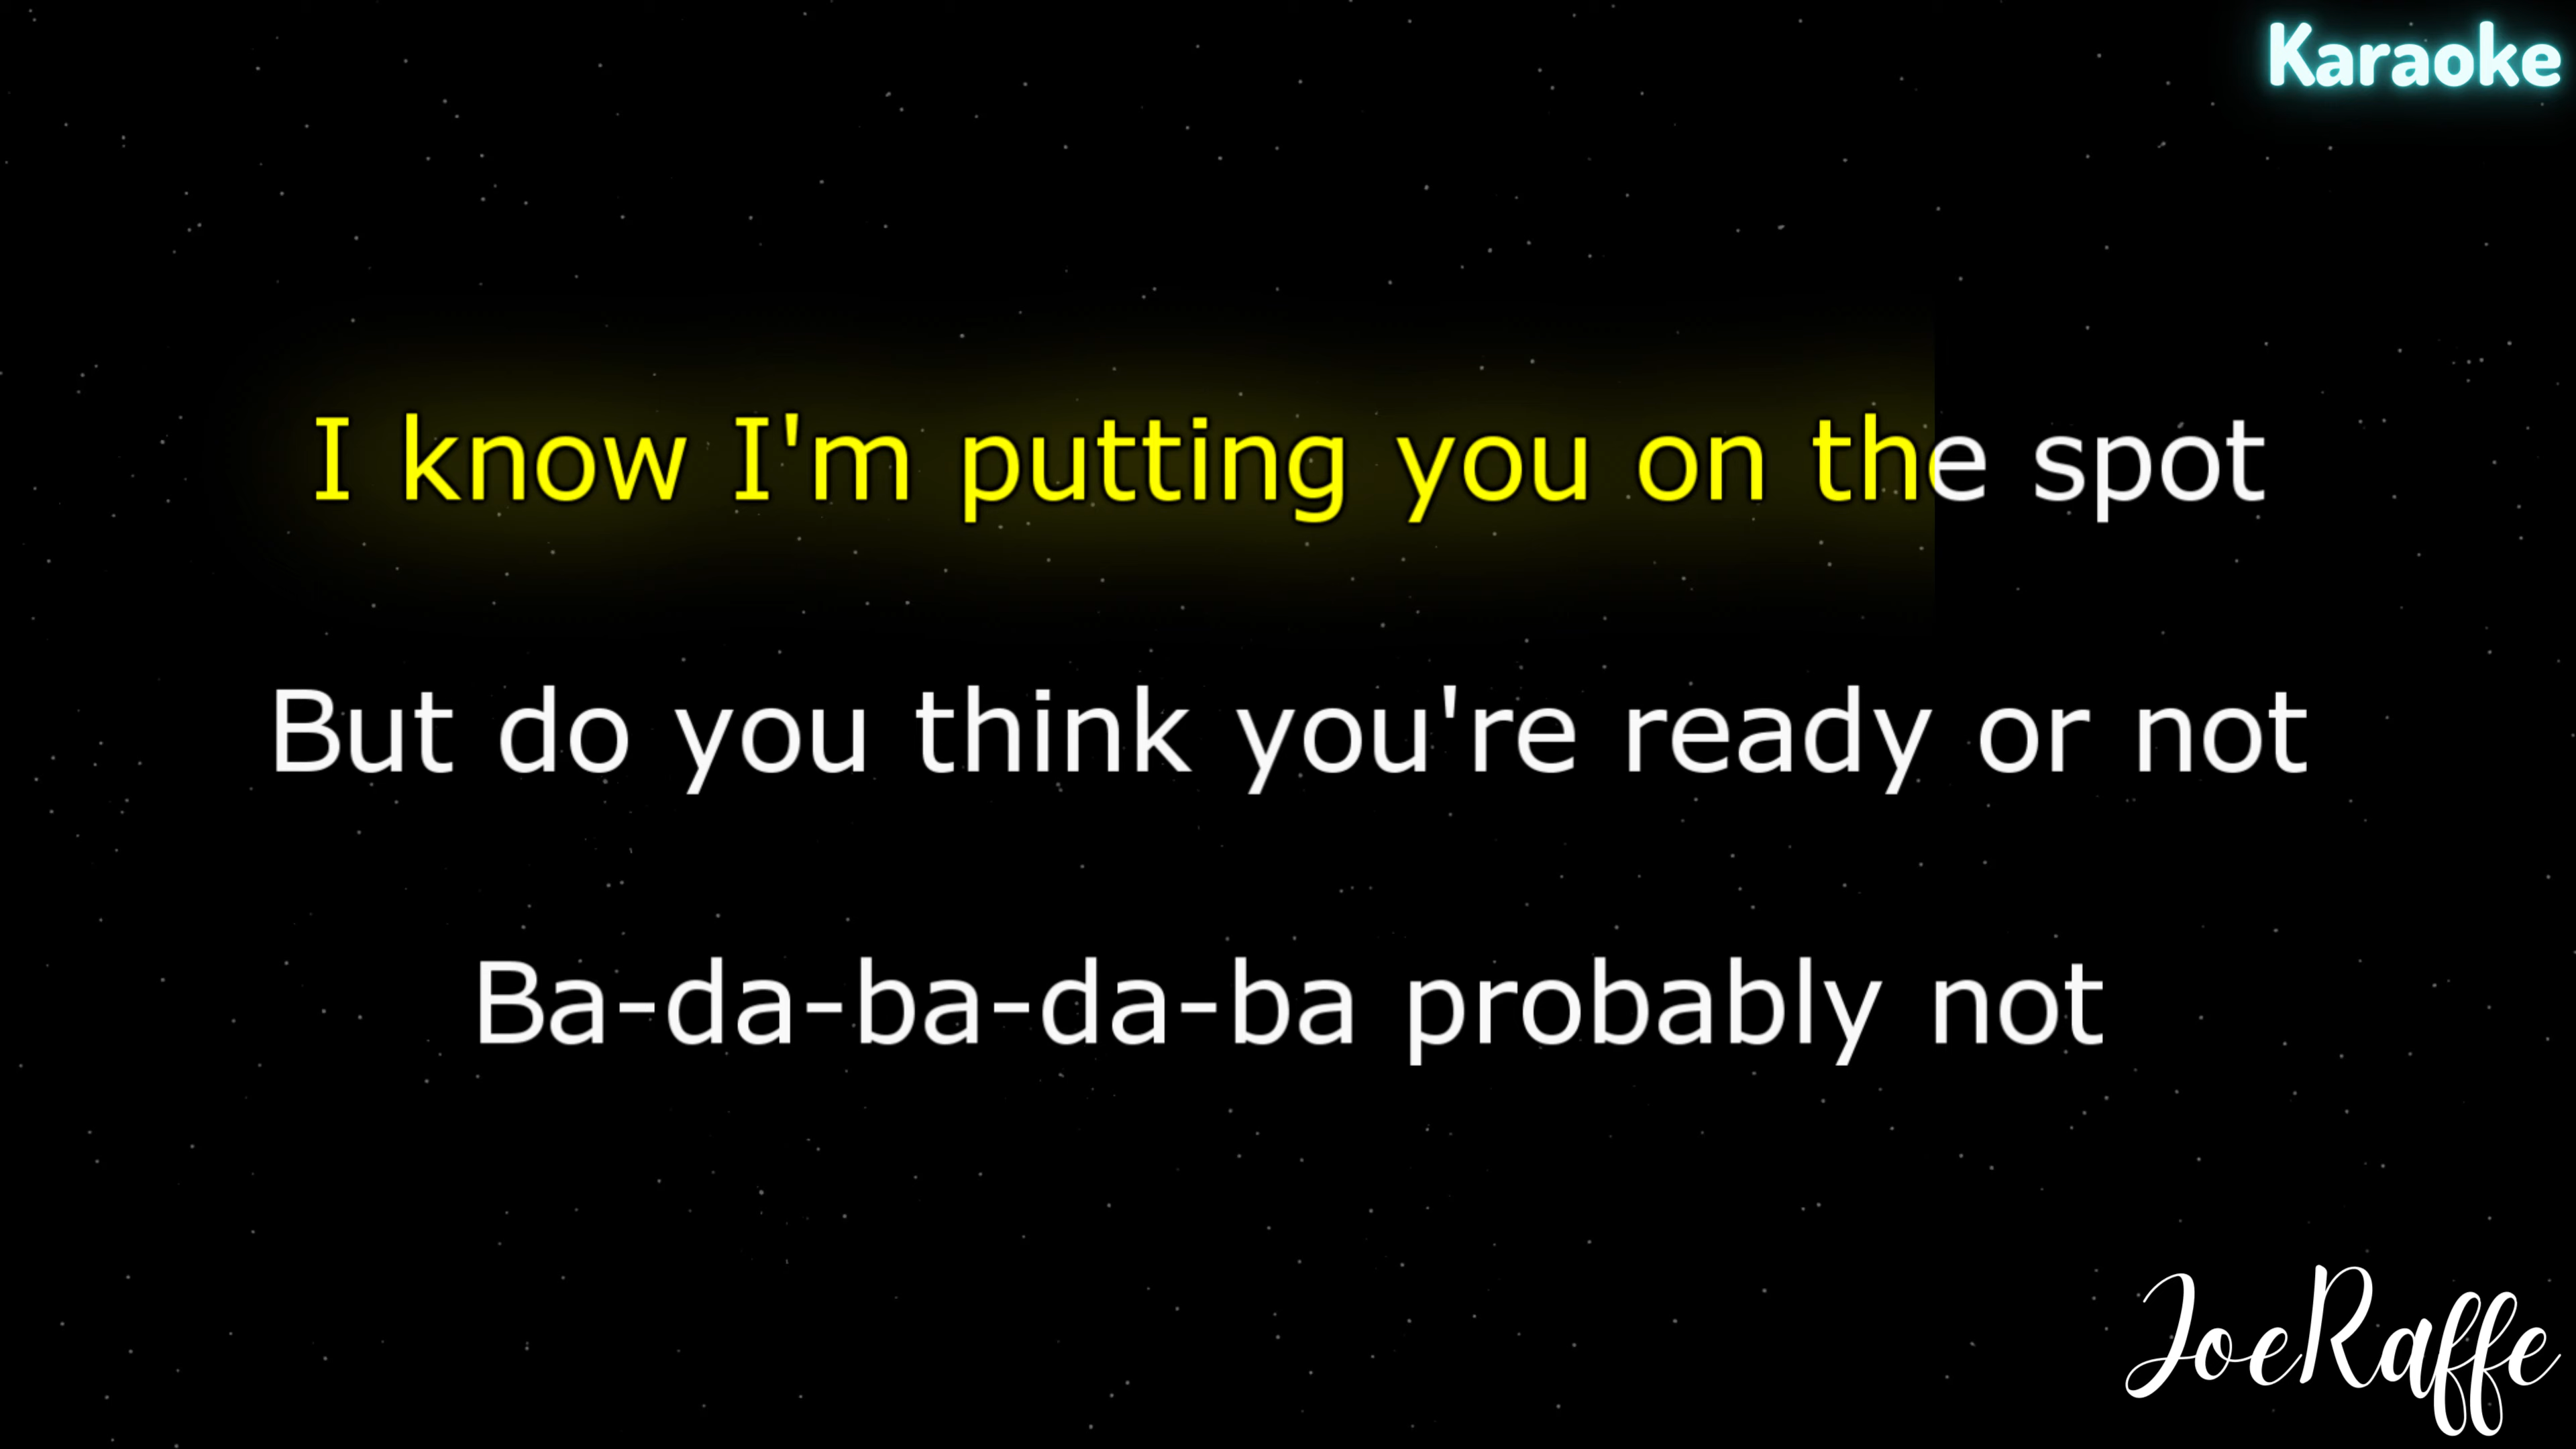 Karaoke
I know I'm putting you on the spot
But do you think you're ready or not
Ba-da-ba-da-ba probably not
JoeRaffe